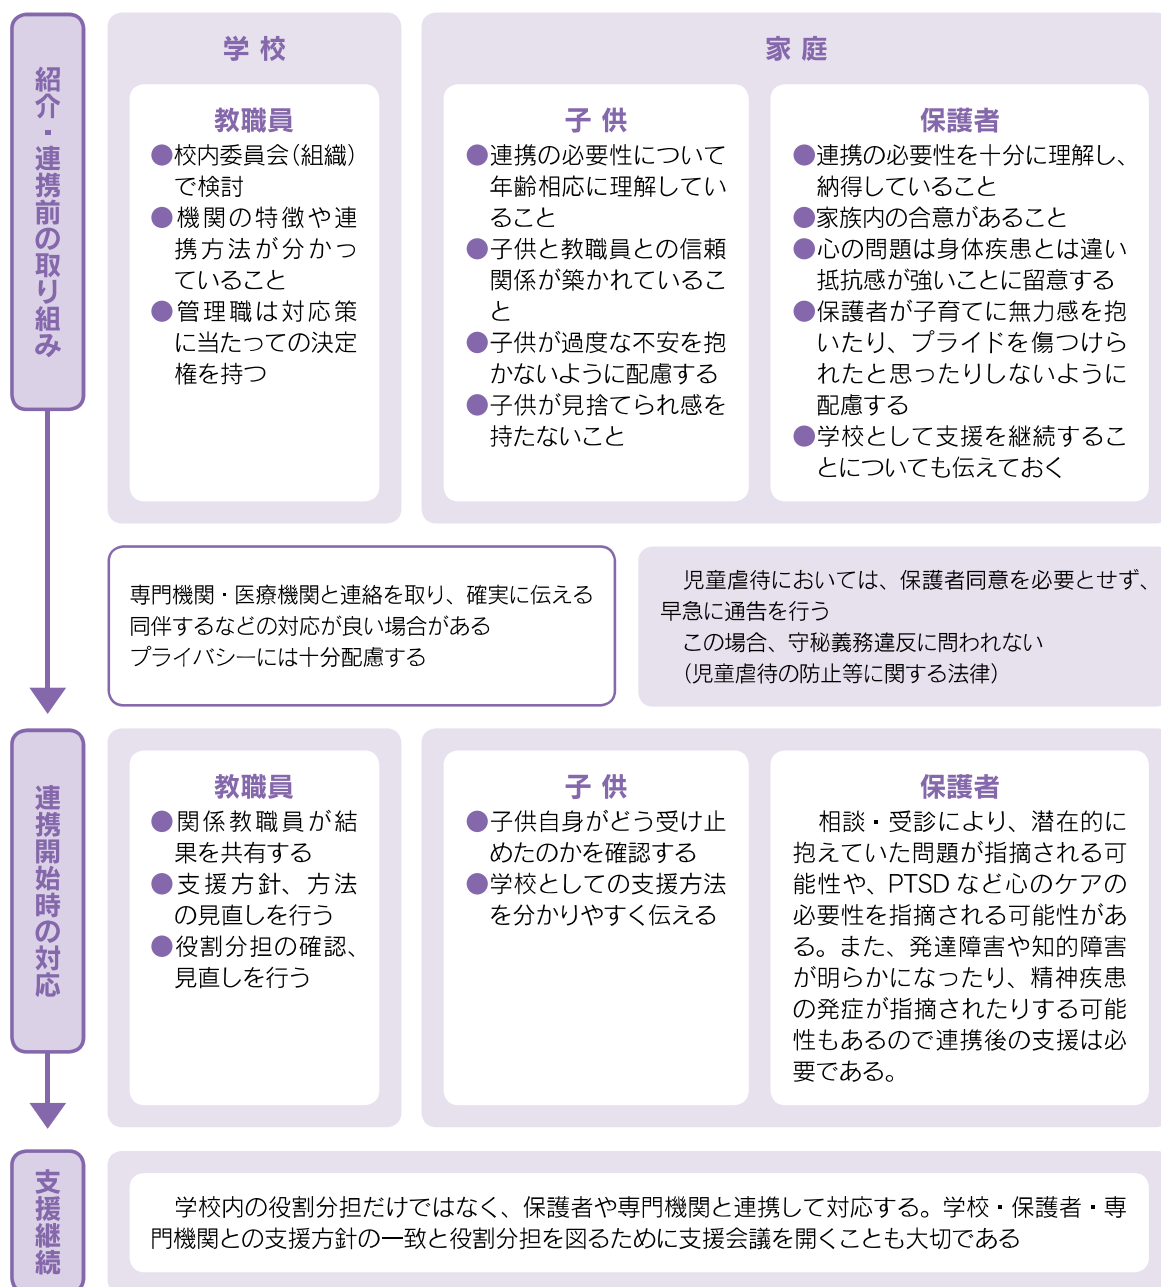 紹介・連携前の取り組み
学校
家庭
教職員
●校内委員会（組織）
で検討
●機関の特徴や連
携方法が分かっ
ていること
●管理職は対応策
に当たっての決定
権を持つ
子供
●連携の必要性について
年齢相応に理解してい
ること
●子供と教職員との信頼
関係が築かれているこ
と
●子供が過度な不安を抱
かないように配慮する
●子供が見捨てられ感を
持たないこと
保護者
●連携の必要性を十分に理解し、
納得していること
●家族内の合意があること
●心の問題は身体疾患とは違い
抵抗感が強いことに留意する
●保護者が子育てに無力感を抱
いたり、プライドを傷つけら
れたと思ったりしないように
配慮する
●学校として支援を継続するこ
とについても伝えておく
専門機関・医療機関と連絡を取り、確実に伝える
同伴するなどの対応が良い場合がある
プライバシーには十分配慮する
児童虐待においては、保護者同意を必要とせず、
早急に通告を行う
この場合、守秘義務違反に問われない
（児童虐待の防止等に関する法律）
連携開始時の対応
教職員
●関係教職員が結
果を共有する
●支援方針、方法
の見直しを行う
●役割分担の確認、
見直しを行う
子供
●子供自身がどう受け止
めたのかを確認する
●学校としての支援方法
を分かりやすく伝える
保護者
相談・受診により、潜在的に
抱えていた問題が指摘される可
能性や、PTSD など心のケアの
必要性を指摘される可能性があ
る。また、発達障害や知的障害
が明らかになったり、精神疾患
の発症が指摘されたりする可能
性もあるので連携後の支援は必
要である。
支援継続
学校内の役割分担だけではなく、保護者や専門機関と連携して対応する。学校・保護者・専
門機関との支援方針の一致と役割分担を図るために支援会議を開くことも大切である